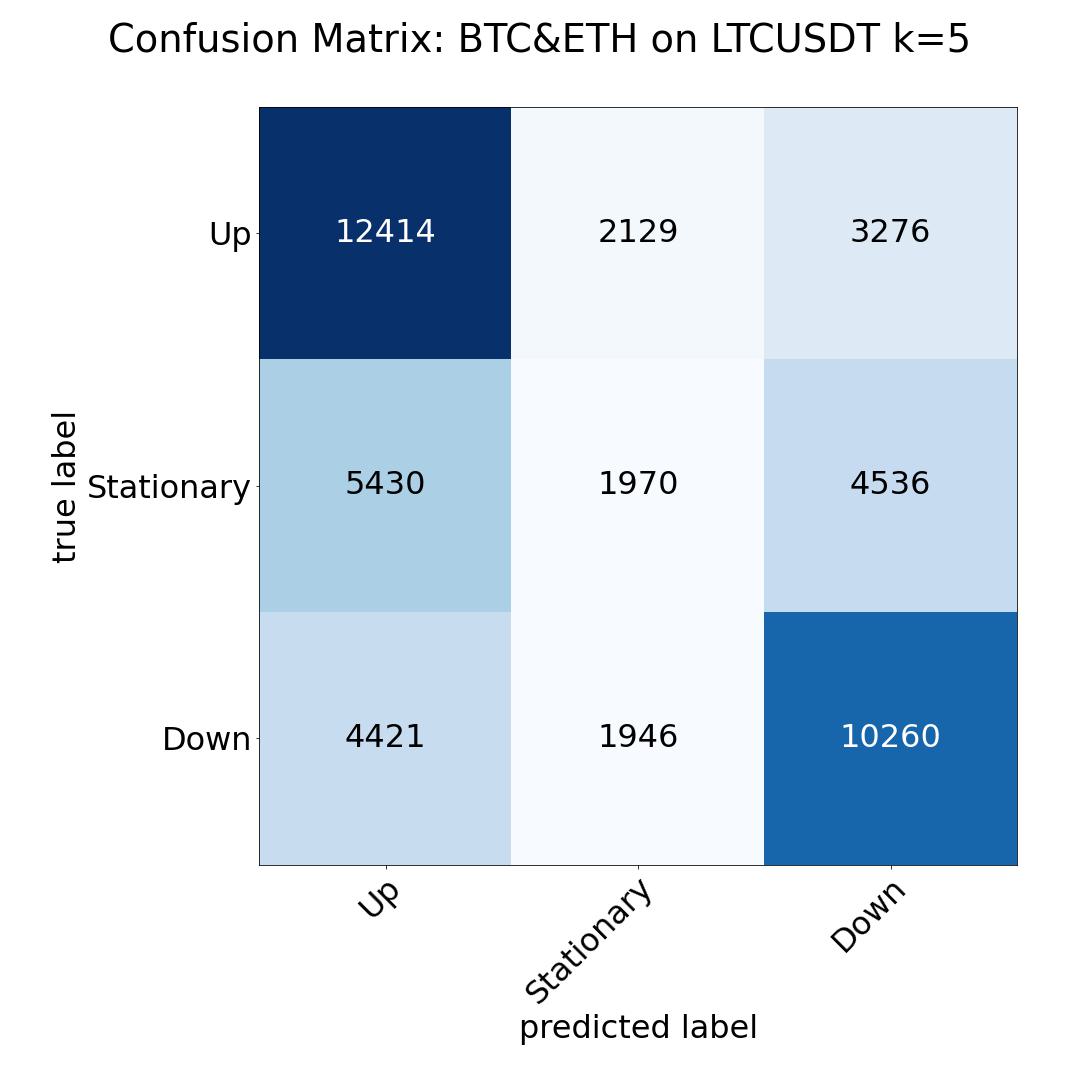 Confusion Matrix: BTC&ETH on LTCUSDT k=5
Up
12414
2129
3276
true label
Stationary
5430
1970
4536
Down
4421
1946
10260
Up
Stationary
Down
predicted label